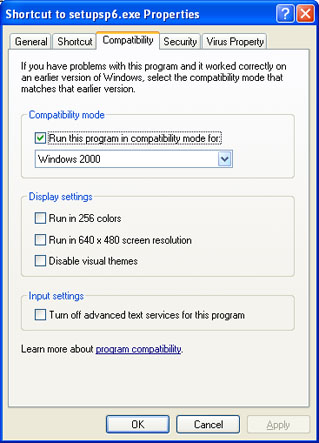 Shortcut to setupsp6.exe Properties
General Shortcut Compatibility Security Virus Property
If you have problems with this program and it worked correctly on
an earlier version of Windows, select the compatibility mode that
matches that earlier version.
Compatibility mode
Run this program in compatibility mode for:
Windows 2000
Display settings
Run in 256 colors
Run in 640 x 480 screen resolution
Disable visual themes
Input settings
Turn off advanced text services for this program
Learn more about program compatibility.
OK Cancel Apply